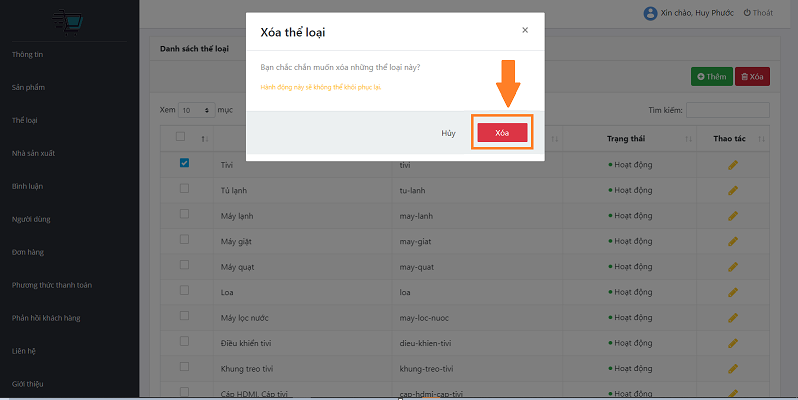 Xin chào, Huy Phước Thoát
Thông tin
Sản phẩm
Thể loại
Nhà sản xuất
Bình luận
Người dùng
Đơn hàng
Phương thức thanh toán
Phản hồi khách hàng
Liên hệ
Giới thiệu
Xóa thể loại ×
Bạn chắc chắn muốn xóa những thể loại này?
Hành động này sẽ không thể khôi phục lại.
Hủy Xóa
Danh sách thể loại
Thêm Xóa
Xem 10 mục Tìm kiếm:
Trạng thái Thao tác
Tivi tivi Hoạt động
Tủ lạnh tu-lanh Hoạt động
Máy lạnh may-lanh Hoạt động
Máy giặt may-giat Hoạt động
Máy quạt may-quat Hoạt động
Loa loa Hoạt động
Máy lọc nước may-loc-nuoc Hoạt động
Điều khiển tivi dieu-khien-tivi Hoạt động
Khung treo tivi khung-treo-tivi Hoạt động
Cáp HDMI, Cáp tivi cap-hdmi-cap-tivi Hoạt động